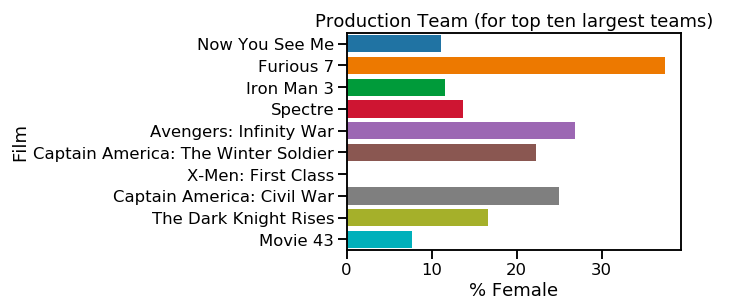 Production Team (for top ten largest teams)
Now You See Me
Furious 7
Iron Man 3
Spectre
Avengers: Infinity War
Captain America: The Winter Soldier
X-Men: First Class
Captain America: Civil War
The Dark Knight Rises
Movie 43
Film
0 10 20 30
% Female